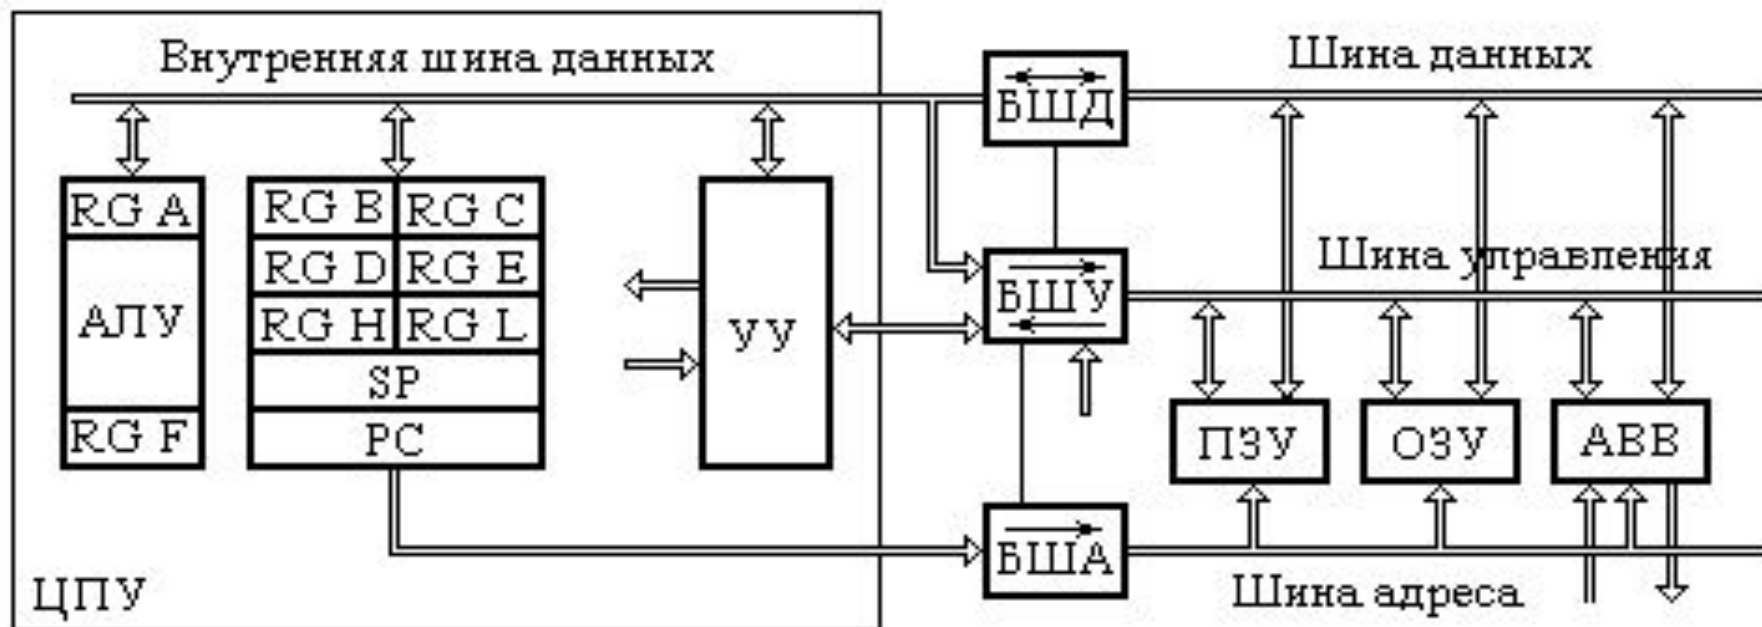 Внутренняя шина данных
Шина данных
БШД
RG A
АЛУ
RG F
RG B RG C
RG D RG E
RG H RG L
SP
PC
УУ
БШУ
Шина управления
ПЗУ
ОЗУ
АВВ
БША
Шина адреса
ЦПУ